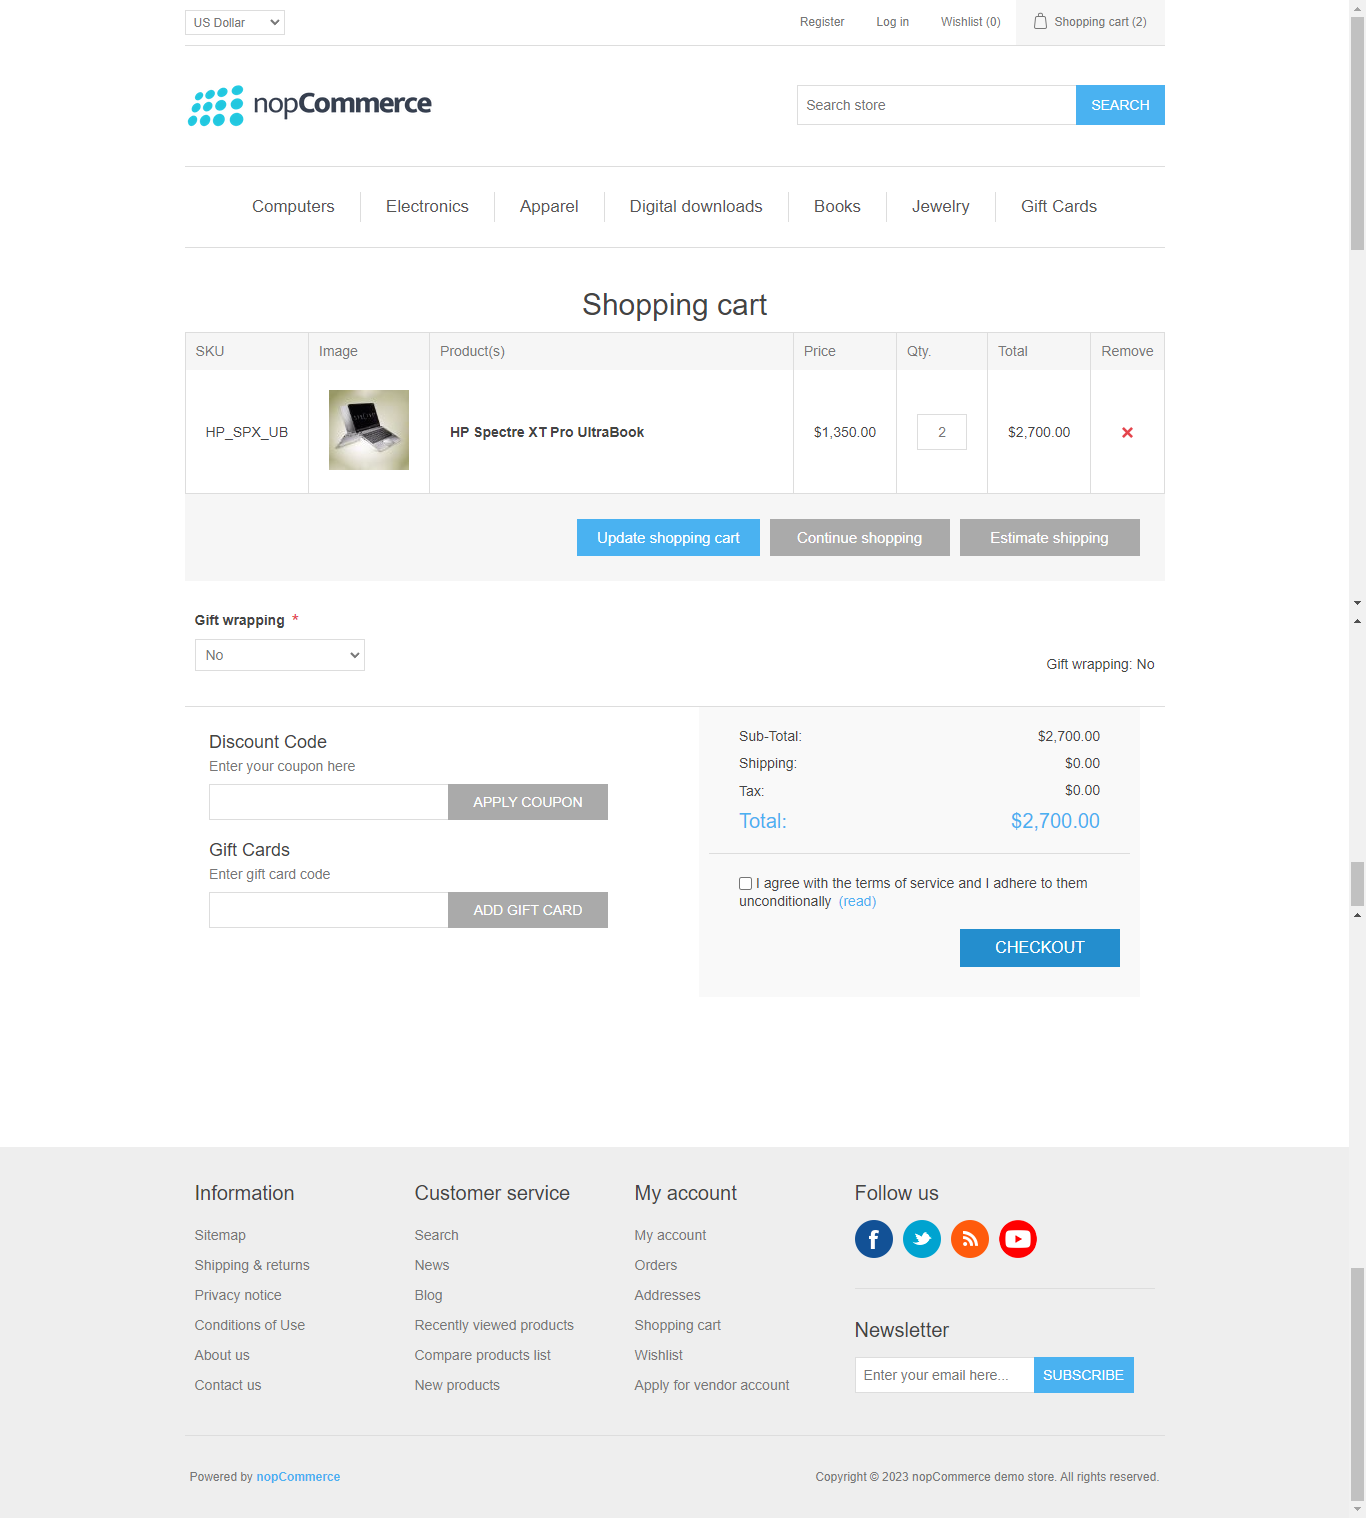 US Dollar
Register
Log in
Wishlist (0)
Shopping cart (2)
nopCommerce
Search store
SEARCH
Computers
Electronics
Apparel
Digital downloads
Books
Jewelry
Gift Cards
Shopping cart
SKU
Image
Product(s)
Price
Qty.
Total
Remove
HP_SPX_UB
HP Spectre XT Pro UltraBook
$1,350.00
2
$2,700.00
Update shopping cart
Continue shopping
Estimate shipping
Gift wrapping *
No
Gift wrapping: No
Discount Code
Enter your coupon here
APPLY COUPON
Gift Cards
Enter gift card code
ADD GIFT CARD
Sub-Total: $2,700.00
Shipping: $0.00
Tax: $0.00
Total: $2,700.00
I agree with the terms of service and I adhere to them
unconditionally (read)
CHECKOUT
Information
Sitemap
Shipping & returns
Privacy notice
Conditions of Use
About us
Contact us
Customer service
Search
News
Blog
Recently viewed products
Compare products list
New products
My account
My account
Orders
Addresses
Shopping cart
Wishlist
Apply for vendor account
Follow us
Newsletter
Enter your email here...
SUBSCRIBE
Powered by nopCommerce
Copyright © 2023 nopCommerce demo store. All rights reserved.